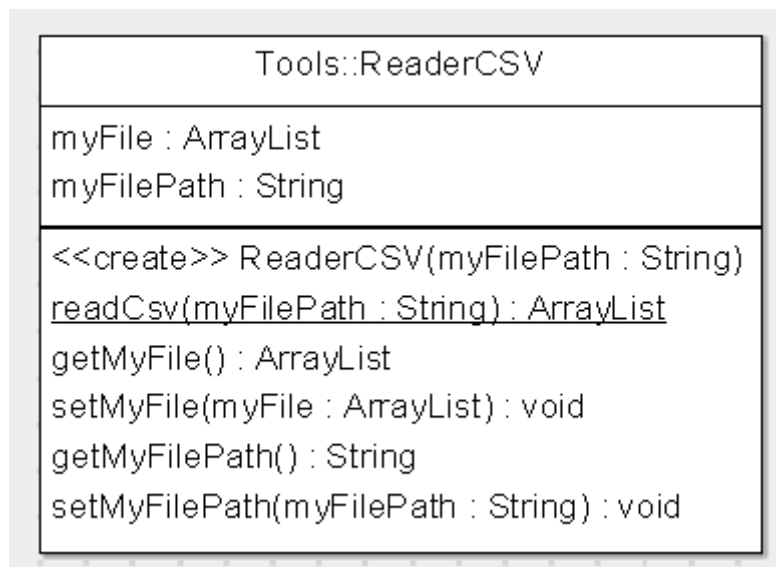 Tools::ReaderCSV
myFile : ArrayList
myFilePath : String
<<create>> ReaderCSV(myFilePath : String)
readCsv(myFilePath : String) : ArrayList
getMyFile() : ArrayList
setMyFile(myFile : ArrayList) : void
getMyFilePath() : String
setMyFilePath(myFilePath : String) : void